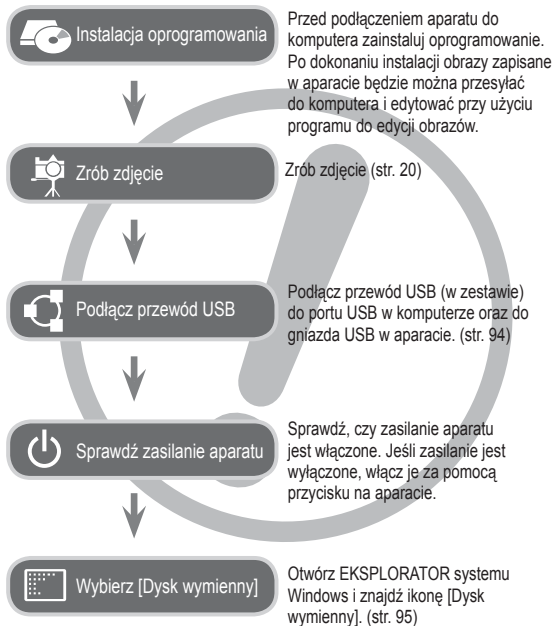 Instalacja oprogramowania
Przed podłączeniem aparatu do
komputera zainstaluj oprogramowanie.
Po dokonaniu instalacji obrazy zapisane
w aparacie będzie można przesyłać
do komputera i edytować przy użyciu
programu do edycji obrazów.
Zrób zdjęcie
Zrób zdjęcie (str. 20)
Podłącz przewód USB
Podłącz przewód USB (w zestawie)
do portu USB w komputerze oraz do
gniazda USB w aparacie. (str. 94)
Sprawdź zasilanie aparatu
Sprawdź, czy zasilanie aparatu
jest włączone. Jeśli zasilanie jest
wyłączone, włącz je za pomocą
przycisku na aparacie.
Wybierz [Dysk wymienny]
Otwórz EKSPLORATOR systemu
Windows i znajdź ikonę [Dysk
wymienny]. (str. 95)